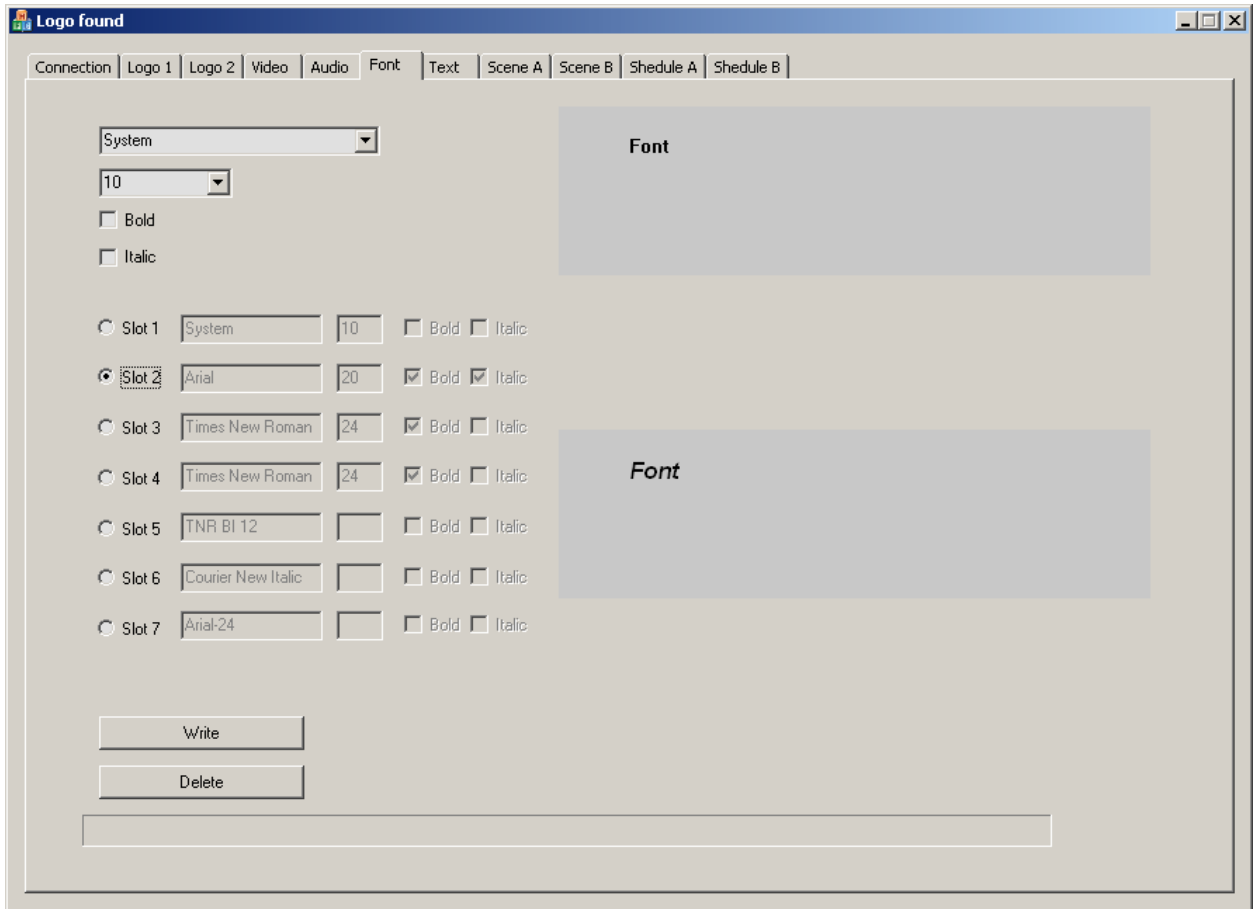 Logo found
Connection Logo 1 Logo 2 Video Audio Font Text Scene A Scene B Shedule A Shedule B
System
Font
10
Bold
Italic
Slot 1 System 10 Bold Italic
Slot 2 Arial 20 Bold Italic
Slot 3 Times New Roman 24 Bold Italic
Font
Slot 4 Times New Roman 24 Bold Italic
Slot 5 TNR BI 12 Bold Italic
Slot 6 Courier New Italic Bold Italic
Slot 7 Arial-24 Bold Italic
Write
Delete